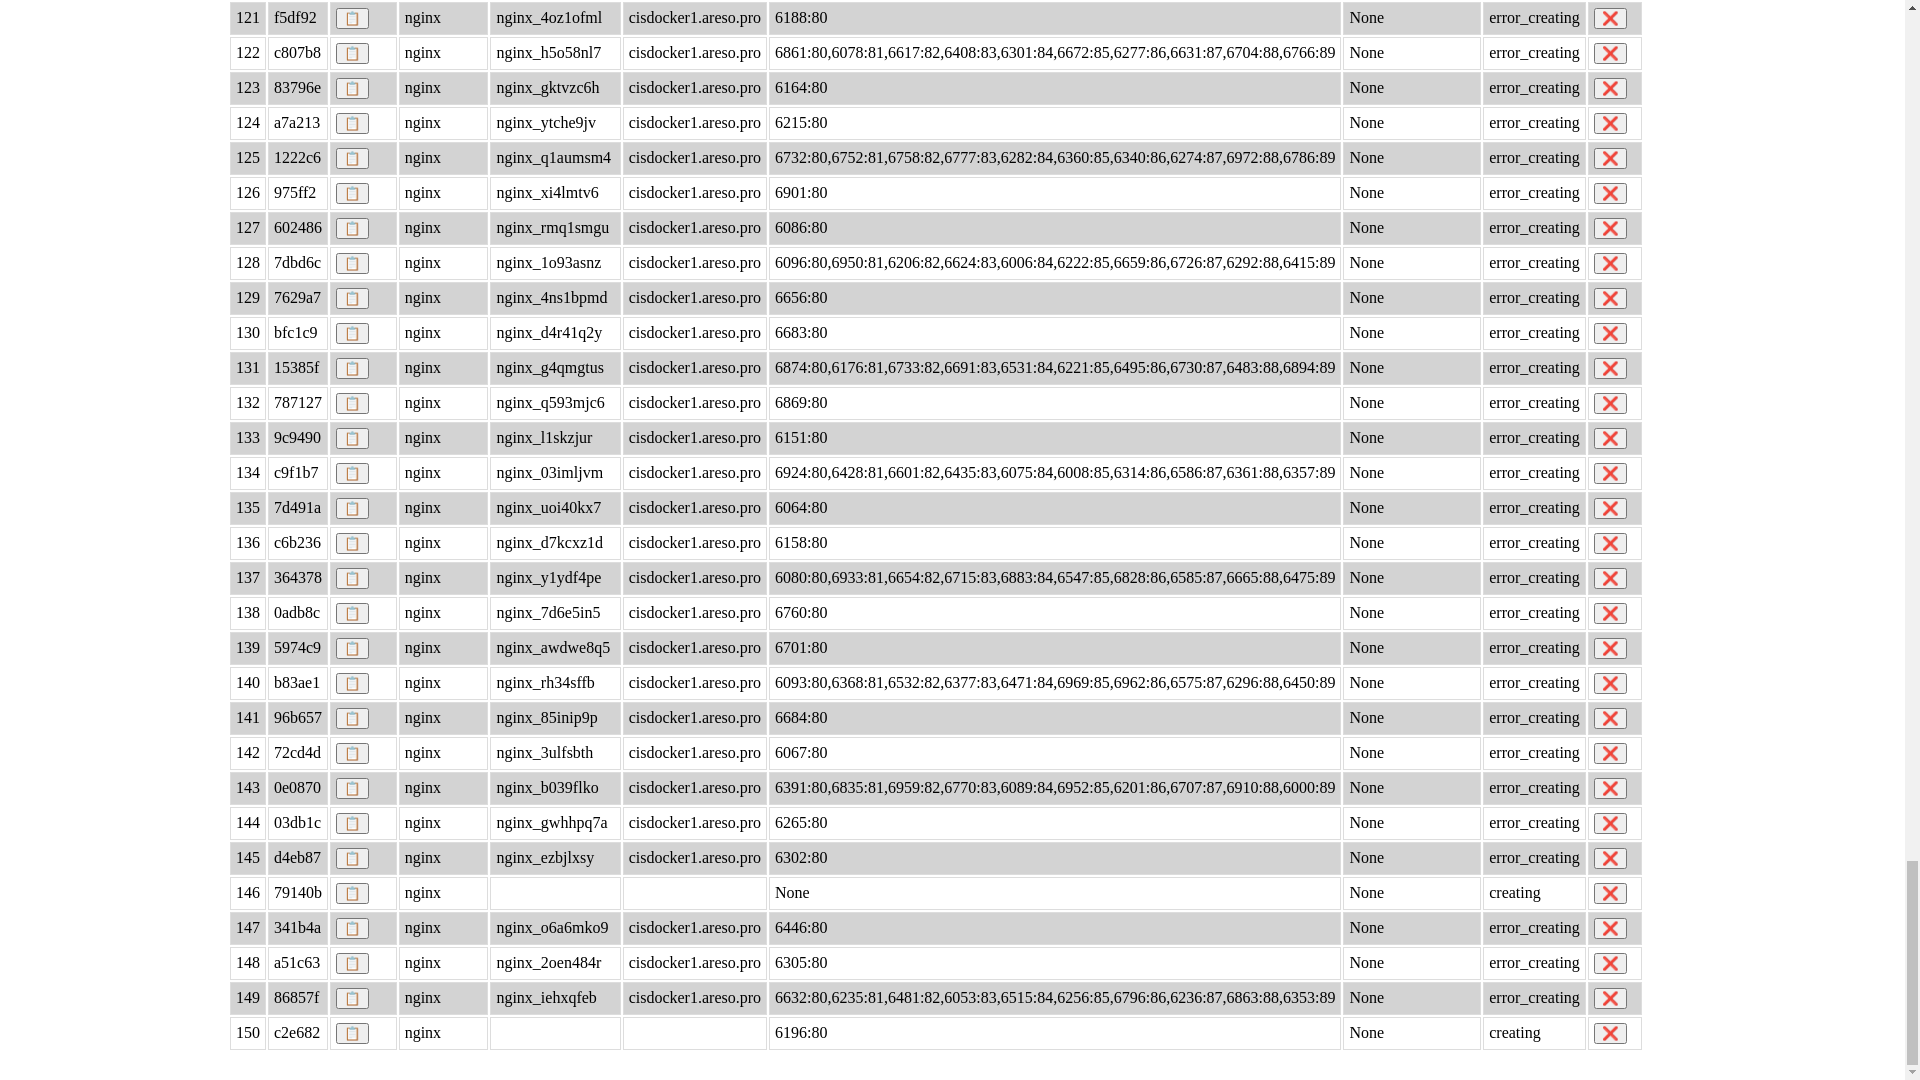 121 f5df92 nginx nginx_4oz1ofml cisdocker1.areso.pro 6188:80 None error_creating
122 c807b8 nginx nginx_h5o58nl7 cisdocker1.areso.pro 6861:80,6078:81,6617:82,6408:83,6301:84,6672:85,6277:86,6631:87,6704:88,6766:89 None error_creating
123 83796e nginx nginx_gktvzc6h cisdocker1.areso.pro 6164:80 None error_creating
124 a7a213 nginx nginx_ytche9jv cisdocker1.areso.pro 6215:80 None error_creating
125 1222c6 nginx nginx_q1aumsm4 cisdocker1.areso.pro 6732:80,6752:81,6758:82,6777:83,6282:84,6360:85,6340:86,6274:87,6972:88,6786:89 None error_creating
126 975ff2 nginx nginx_xi4lmtv6 cisdocker1.areso.pro 6901:80 None error_creating
127 602486 nginx nginx_rmq1smgu cisdocker1.areso.pro 6086:80 None error_creating
128 7dbd6c nginx nginx_1o93asnz cisdocker1.areso.pro 6096:80,6950:81,6206:82,6624:83,6006:84,6222:85,6659:86,6726:87,6292:88,6415:89 None error_creating
129 7629a7 nginx nginx_4ns1bpmd cisdocker1.areso.pro 6656:80 None error_creating
130 bfc1c9 nginx nginx_d4r41q2y cisdocker1.areso.pro 6683:80 None error_creating
131 15385f nginx nginx_g4qmgtus cisdocker1.areso.pro 6874:80,6176:81,6733:82,6691:83,6531:84,6221:85,6495:86,6730:87,6483:88,6894:89 None error_creating
132 787127 nginx nginx_q593mjc6 cisdocker1.areso.pro 6869:80 None error_creating
133 9c9490 nginx nginx_l1skzjur cisdocker1.areso.pro 6151:80 None error_creating
134 c9f1b7 nginx nginx_03imljvm cisdocker1.areso.pro 6924:80,6428:81,6601:82,6435:83,6075:84,6008:85,6314:86,6586:87,6361:88,6357:89 None error_creating
135 7d491a nginx nginx_uoi40kx7 cisdocker1.areso.pro 6064:80 None error_creating
136 c6b236 nginx nginx_d7kcxz1d cisdocker1.areso.pro 6158:80 None error_creating
137 364378 nginx nginx_y1ydf4pe cisdocker1.areso.pro 6080:80,6933:81,6654:82,6715:83,6883:84,6547:85,6828:86,6585:87,6665:88,6475:89 None error_creating
138 0adb8c nginx nginx_7d6e5in5 cisdocker1.areso.pro 6760:80 None error_creating
139 5974c9 nginx nginx_awdwe8q5 cisdocker1.areso.pro 6701:80 None error_creating
140 b83ae1 nginx nginx_rh34sffb cisdocker1.areso.pro 6093:80,6368:81,6532:82,6377:83,6471:84,6969:85,6962:86,6575:87,6296:88,6450:89 None error_creating
141 96b657 nginx nginx_85inip9p cisdocker1.areso.pro 6684:80 None error_creating
142 72cd4d nginx nginx_3ulfsbth cisdocker1.areso.pro 6067:80 None error_creating
143 0e0870 nginx nginx_b039flko cisdocker1.areso.pro 6391:80,6835:81,6959:82,6770:83,6089:84,6952:85,6201:86,6707:87,6910:88,6000:89 None error_creating
144 03db1c nginx nginx_gwhhpq7a cisdocker1.areso.pro 6265:80 None error_creating
145 d4eb87 nginx nginx_ezbjlxsy cisdocker1.areso.pro 6302:80 None error_creating
146 79140b nginx None None creating
147 341b4a nginx nginx_o6a6mko9 cisdocker1.areso.pro 6446:80 None error_creating
148 a51c63 nginx nginx_2oen484r cisdocker1.areso.pro 6305:80 None error_creating
149 86857f nginx nginx_iehxqfeb cisdocker1.areso.pro 6632:80,6235:81,6481:82,6053:83,6515:84,6256:85,6796:86,6236:87,6863:88,6353:89 None error_creating
150 c2e682 nginx 6196:80 None creating